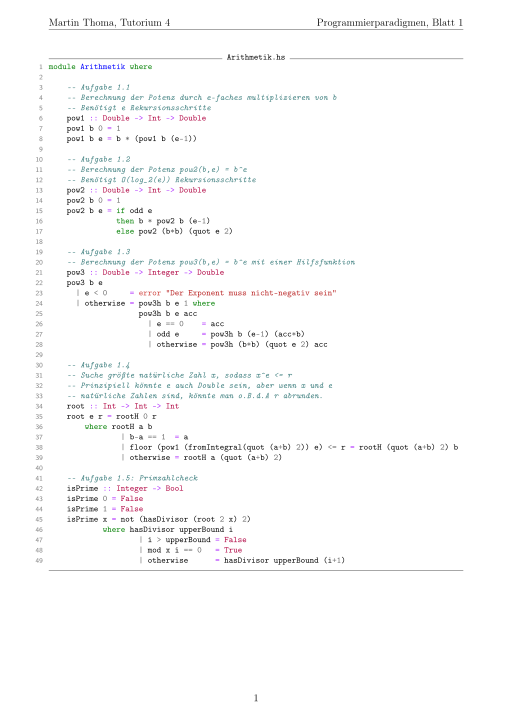 Martin Thoma, Tutorium 4 Programmierparadigmen, Blatt 1
Arithmetik.hs
1 module Arithmetik where
2
3 -- Aufgabe 1.1
4 -- Berechnung der Potenz durch e-faches multiplizieren von b
5 -- Benötigt e Rekursionsschritte
6 pow1 :: Double -> Int -> Double
7 pow1 b 0 = 1
8 pow1 b e = b * (pow1 b (e-1))
9
10 -- Aufgabe 1.2
11 -- Berechnung der Potenz pow2(b,e) = b^e
12 -- Benötigt O(log_2(e)) Rekursionsschritte
13 pow2 :: Double -> Int -> Double
14 pow2 b 0 = 1
15 pow2 b e = if odd e
16 then b * pow2 b (e-1)
17 else pow2 (b*b) (quot e 2)
18
19 -- Aufgabe 1.3
20 -- Berechnung der Potenz pow3(b,e) = b^e mit einer Hilfsfunktion
21 pow3 :: Double -> Integer -> Double
22 pow3 b e
23 | e < 0 = error "Der Exponent muss nicht-negativ sein"
24 | otherwise = pow3h b e 1 where
25 pow3h b e acc
26 | e == 0 = acc
27 | odd e = pow3h b (e-1) (acc*b)
28 | otherwise = pow3h (b*b) (quot e 2) acc
29
30 -- Aufgabe 1.4
31 -- Suche größte natürliche Zahl x, sodass x^e <= r
32 -- Prinzipiell könnte e auch Double sein, aber wenn x und e
33 -- natürliche Zahlen sind, könnte man o.B.d.A r abrunden.
34 root :: Int -> Int -> Int
35 root e r = rootH 0 r
36 where rootH a b
37 | b-a == 1 = a
38 | floor (pow1 (fromIntegral(quot (a+b) 2)) e) <= r = rootH (quot (a+b) 2) b
39 | otherwise = rootH a (quot (a+b) 2)
40
41 -- Aufgabe 1.5: Primzahlcheck
42 isPrime :: Integer -> Bool
43 isPrime 0 = False
44 isPrime 1 = False
45 isPrime x = not (hasDivisor (root 2 x) 2)
46 where hasDivisor upperBound i
47 | i > upperBound = False
48 | mod x i == 0 = True
49 | otherwise = hasDivisor upperBound (i+1)
1